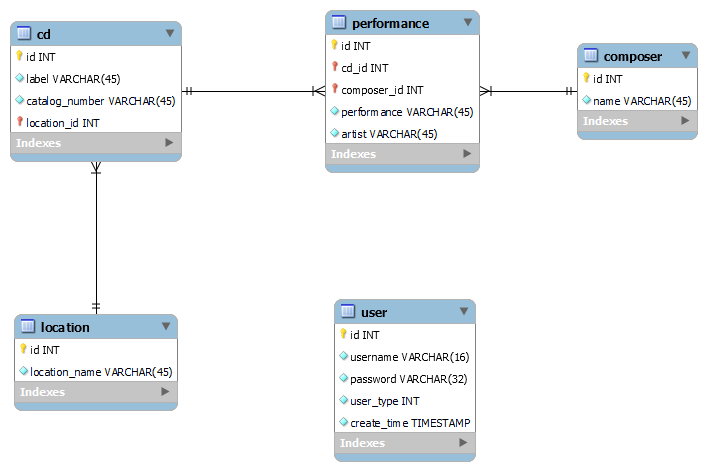 cd
id INT
label VARCHAR(45)
catalog_number VARCHAR(45)
location_id INT
Indexes
performance
id INT
cd_id INT
composer_id INT
performance VARCHAR(45)
artist VARCHAR(45)
Indexes
composer
id INT
name VARCHAR(45)
Indexes
location
id INT
location_name VARCHAR(45)
Indexes
user
id INT
username VARCHAR(16)
password VARCHAR(32)
user_type INT
create_time TIMESTAMP
Indexes